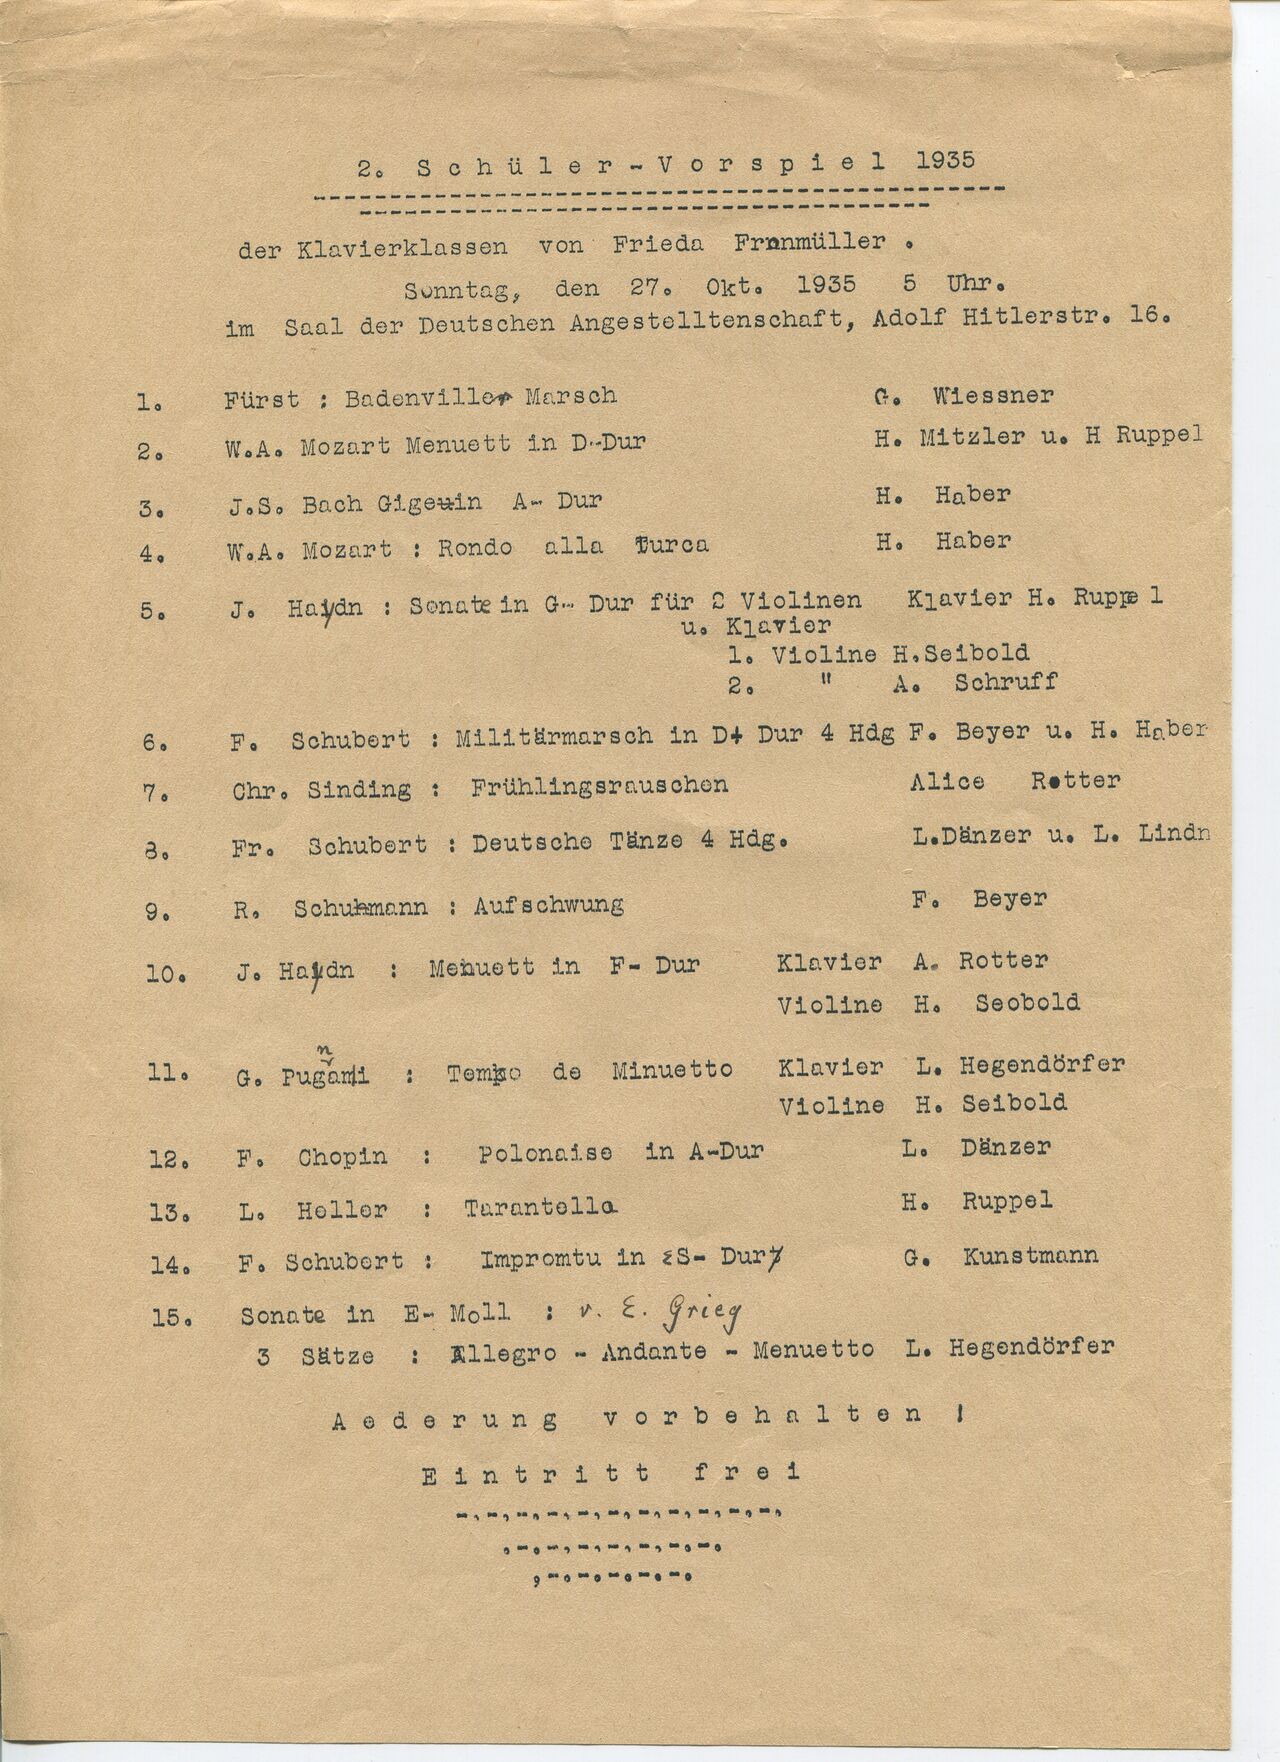 2. Schüler-Vorspiel 1935
der Klavierklassen von Frieda Fronmüller.
Sonntag, den 27. Okt. 1935 5 Uhr.
im Saal der Deutschen Angestelltenschaft, Adolf Hitlerstr. 16.
1. Fürst : Badenviller Marsch G. Wiessner
2. W.A. Mozart Menuett in D-Dur H. Mitzler u. H Ruppel
3. J.S. Bach Gige in A- Dur H. Haber
4. W.A. Mozart : Rondo alla Turca H. Haber
5. J. Haydn : Sonate in G- Dur für 2 Violinen Klavier H. Ruppel
u. Klavier
1. Violine H.Seibold
2. " A. Schruff
6. F. Schubert : Militärmarsch in D- Dur 4 Hdg F. Beyer u. H. Haber
7. Chr. Sinding : Frühlingsrauschen Alice Rotter
8. Fr. Schubert : Deutsche Tänze 4 Hdg. L.Dänzer u. L. Lindn
9. R. Schumann : Aufschwung F. Beyer
10. J. Haydn : Menuett in F- Dur Klavier A. Rotter
Violine H. Seobold
11. G. Pugnani : Tempo de Minuetto Klavier L. Hegendörfer
Violine H. Seibold
12. F. Chopin : Polonaise in A-Dur L. Dänzer
13. L. Heller : Tarantella H. Ruppel
14. F. Schubert : Impromtu in ES- Dur G. Kunstmann
15. Sonate in E- Moll : v. E. Grieg
3 Sätze : Allegro - Andante - Menuetto L. Hegendörfer
Aederung vorbehalten !
Eintritt frei